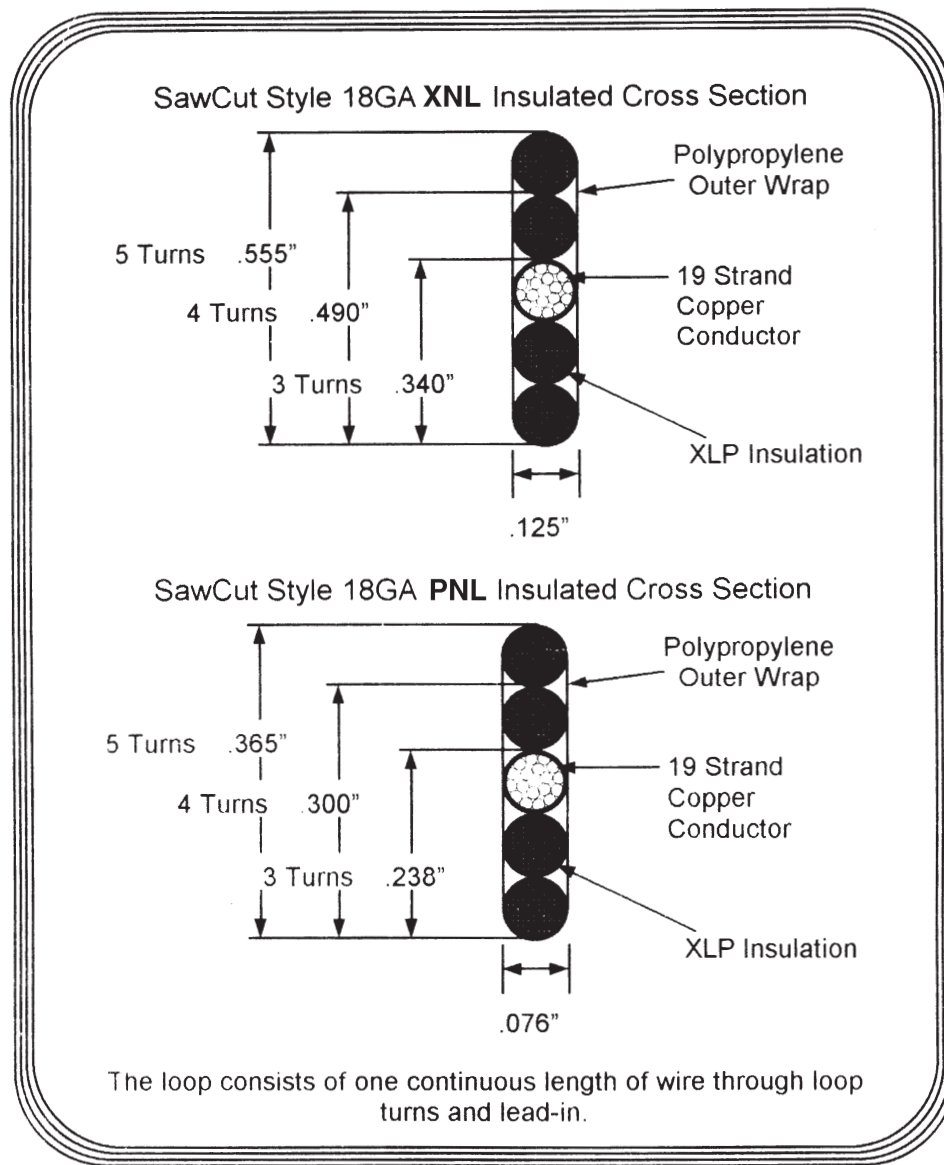 SawCut Style 18GA XNL Insulated Cross Section
Polypropylene
Outer Wrap
5 Turns .555”
19 Strand
Copper
Conductor
4 Turns .490”
3 Turns .340”
XLP Insulation
.125”
SawCut Style 18GA PNL Insulated Cross Section
Polypropylene
Outer Wrap
5 Turns .365”
19 Strand
Copper
Conductor
4 Turns .300”
3 Turns .238”
XLP Insulation
.076”
The loop consists of one continuous length of wire through loop
turns and lead-in.